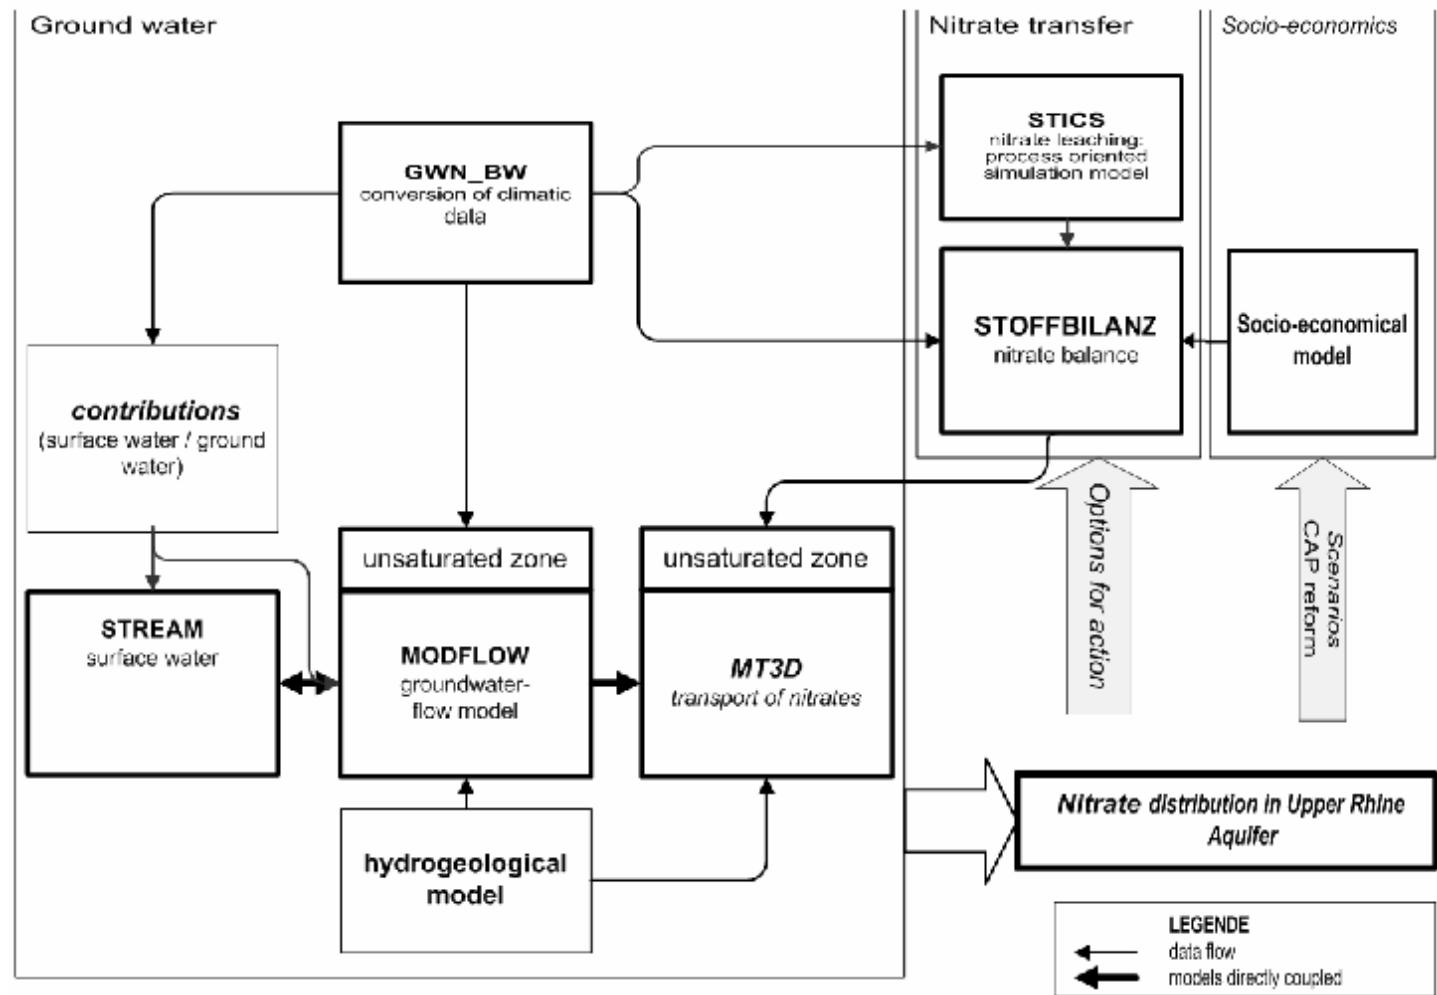 Ground water
Nitrate transfer
Socio-economics
STICS
nitrate leaching:
process oriented
simulation model
GWN_BW
conversion of climatic
data
STOFFBILANZ
nitrate balance
Socio-economical
model
contributions
(surface water / ground
water)
unsaturated zone
unsaturated zone
STREAM
surface water
MODFLOW
groundwater-
flow model
MT3D
transport of nitrates
Options for action
Scenarios
CAP reform
hydrogeological
model
Nitrate distribution in Upper Rhine
Aquifer
LEGENDE
data flow
models directly coupled